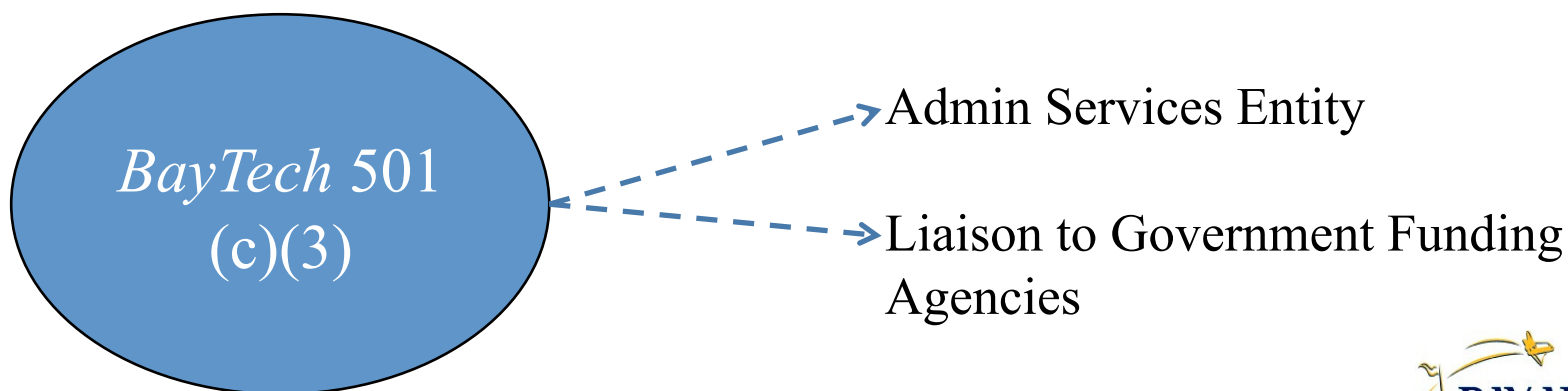 BayTech 501
(c)(3)
Admin Services Entity
Liaison to Government Funding
Agencies